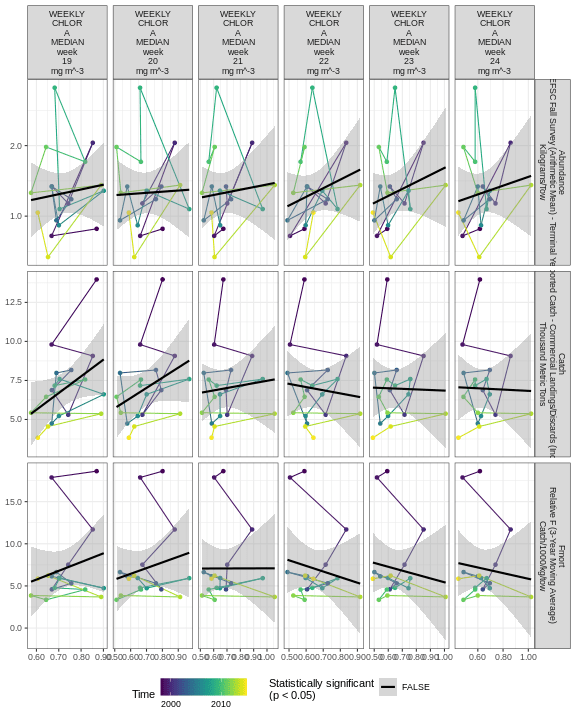 WEEKLY WEEKLY WEEKLY WEEKLY WEEKLY WEEKLY
CHLOR CHLOR CHLOR CHLOR CHLOR CHLOR
A A A A A A
MEDIAN MEDIAN MEDIAN MEDIAN MEDIAN MEDIAN
week week week week week week
19 20 21 22 23 24
mg m^-3 mg m^-3 mg m^-3 mg m^-3 mg m^-3 mg m^-3
2.0
1.0
Abundance
EFSC Fall Survey (Arithmetic Mean) - Terminal Ye
Kilograms/Tow
12.5
10.0
7.5
5.0
Catch
ported Catch - Commercial Landings/Discards (Inc
Thousand Metric Tons
15.0
10.0
5.0
0.0
Fmort
Relative F (3-Year Moving Average)
Catch/1000/kg/tow
0.60 0.70 0.80 0.90 0.50 0.60 0.70 0.80 0.90 0.50 0.60 0.70 0.80 0.90 1.00 0.50 0.60 0.70 0.80 0.90 0.50 0.60 0.70 0.80 0.90 1.00 0.60 0.80 1.00
Time
2000 2010
Statistically significant
(p < 0.05)
FALSE